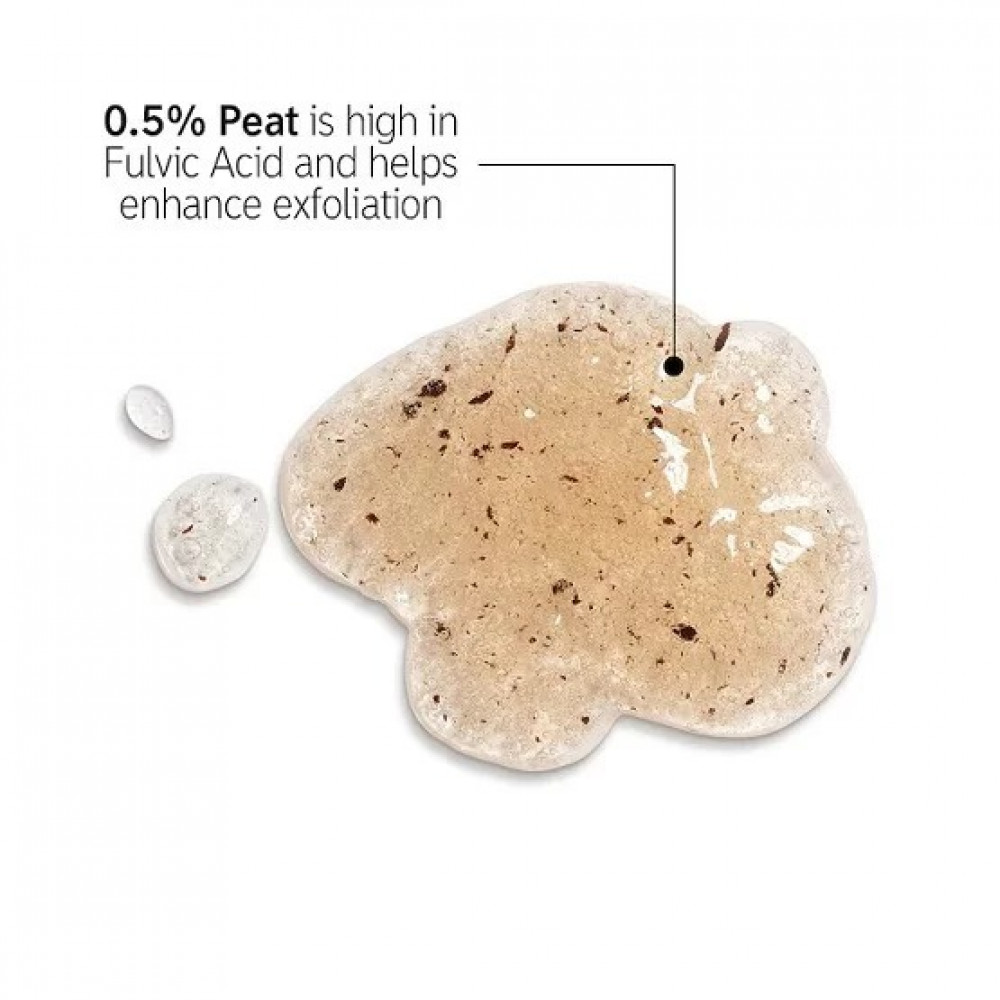 0.5% Peat is high in
Fulvic Acid and helps
enhance exfoliation